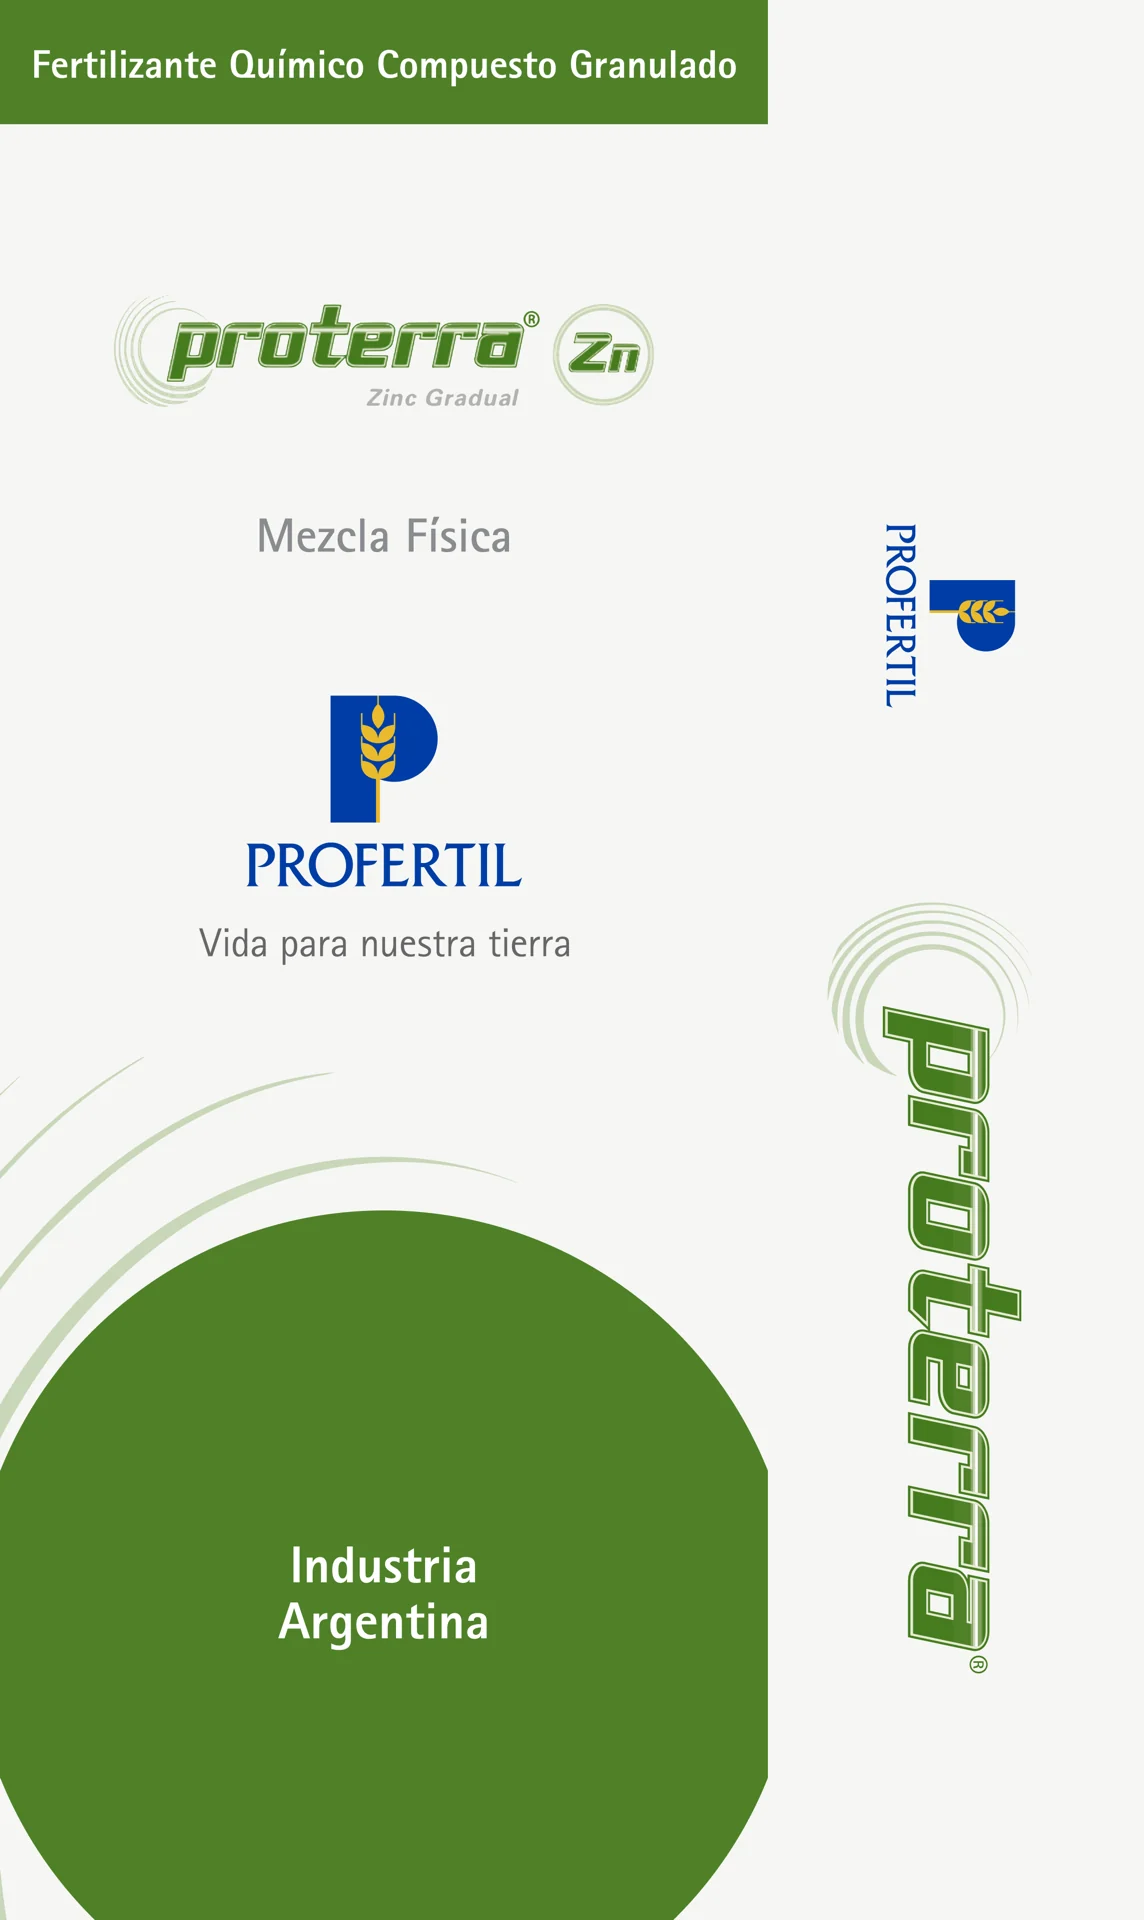 Fertilizante Químico Compuesto Granulado
proterra® Zn
Zinc Gradual
Mezcla Física
PROFERTIL
Vida para nuestra tierra
Industria
Argentina
PROFERTIL
proterra®